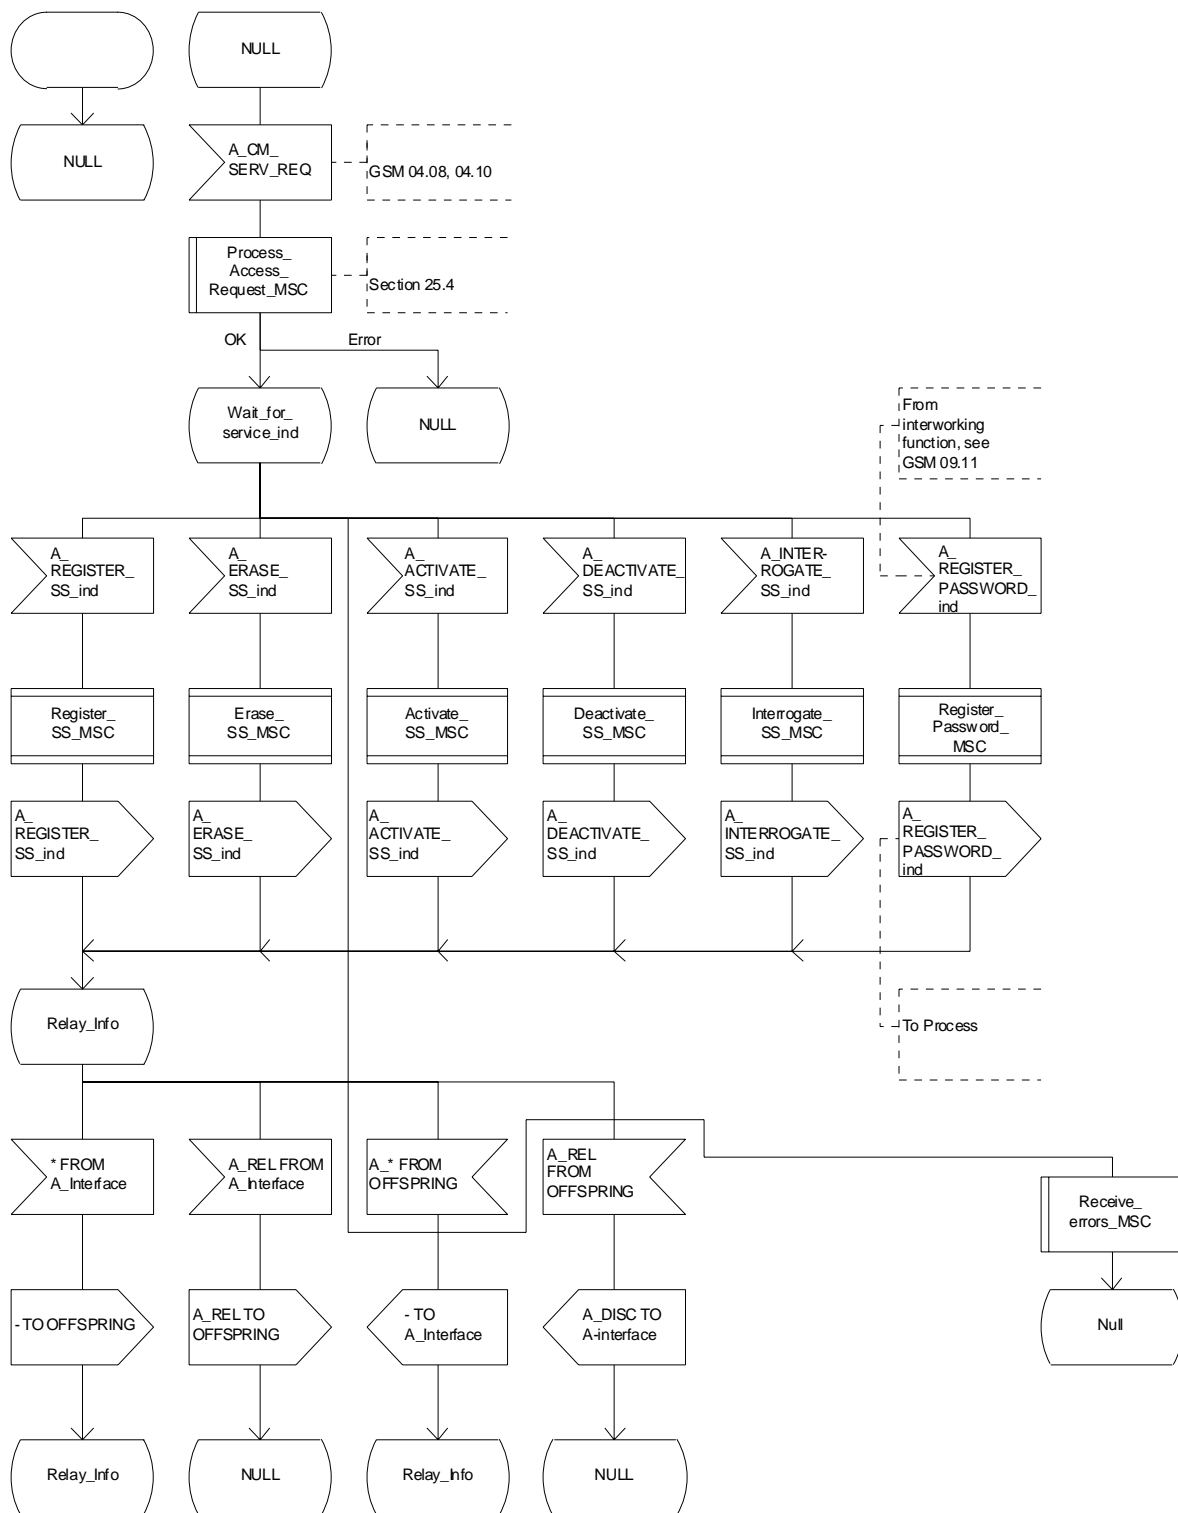 NULL
NULL
A_CM_
SERV_REQ
GSM 04.08, 04.10
Process_
Access_
Request_MSC
Section 25.4
OK
Error
Wait_for_
service_ind
NULL
From
interworking
function, see
GSM 09.11
A_
REGISTER_
SS_ind
A_
ERASE_
SS_ind
A_
ACTIVATE_
SS_ind
A_
DEACTIVATE_
SS_ind
A_INTER-
ROGATE_
SS_ind
A_
REGISTER_
PASSWORD_
ind
Register_
SS_MSC
Erase_
SS_MSC
Activate_
SS_MSC
Deactivate_
SS_MSC
Interrogate_
SS_MSC
Register_
Password_
MSC
A_
REGISTER_
SS_ind
A_
ERASE_
SS_ind
A_
ACTIVATE_
SS_ind
A_
DEACTIVATE_
SS_ind
A_
INTERROGATE_
SS_ind
A_
REGISTER_
PASSWORD_
ind
Relay_Info
To Process
* FROM
A_Interface
A_REL FROM
A_Interface
A_* FROM
OFFSPRING
A_REL
FROM
OFFSPRING
Receive_
errors_MSC
- TO OFFSPRING
A_REL TO
OFFSPRING
- TO
A_Interface
A_DISC TO
A-interface
Null
Relay_Info
NULL
Relay_Info
NULL